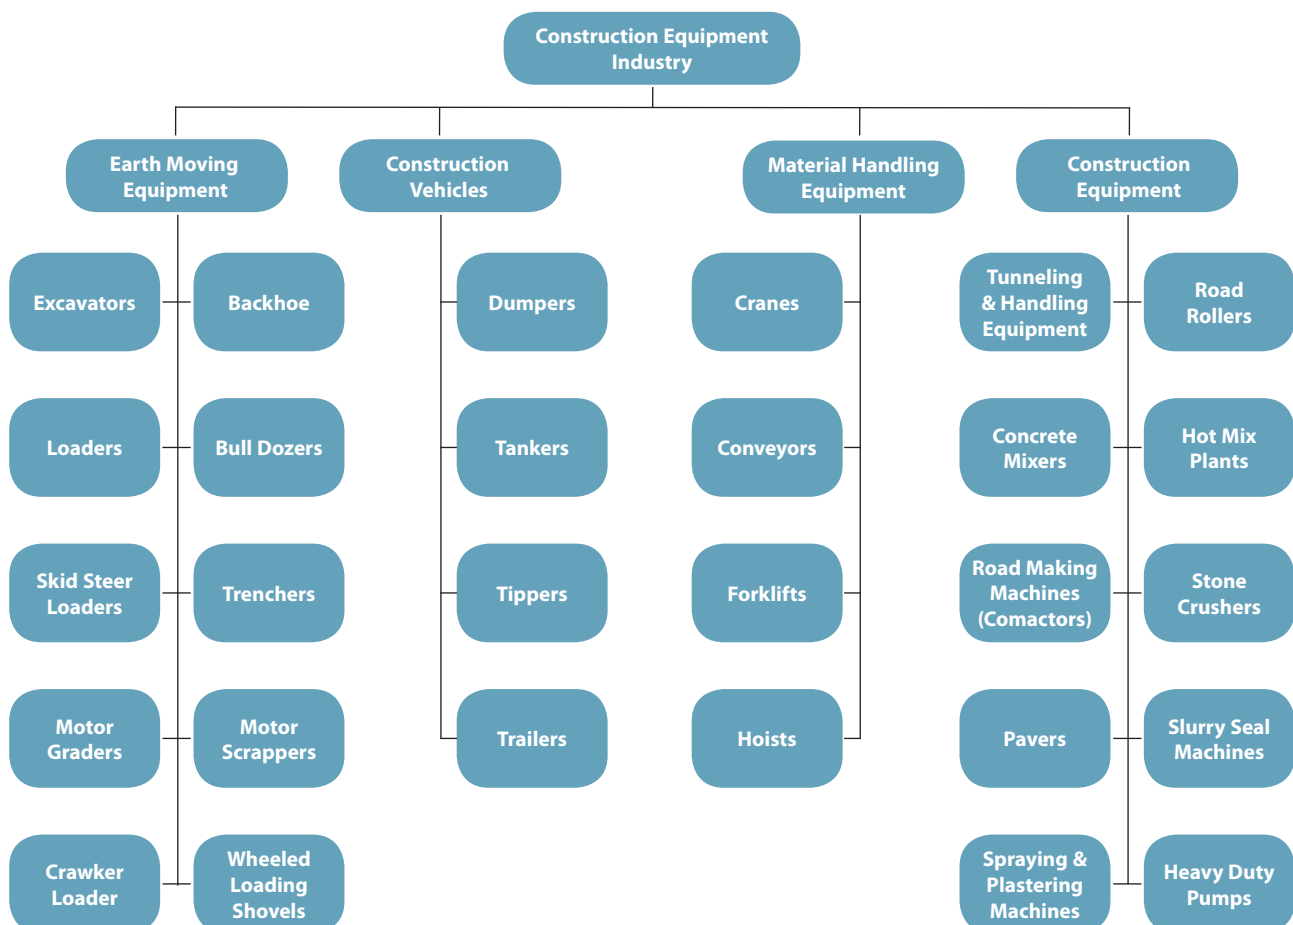 Construction Equipment
Industry
Earth Moving
Equipment
Construction
Vehicles
Material Handling
Equipment
Construction
Equipment
Excavators
Backhoe
Dumpers
Cranes
Tunneling
& Handling
Equipment
Road
Rollers
Loaders
Bull Dozers
Tankers
Conveyors
Concrete
Mixers
Hot Mix
Plants
Skid Steer
Loaders
Trenchers
Tippers
Forklifts
Road Making
Machines
(Comactors)
Stone
Crushers
Motor
Graders
Motor
Scrappers
Trailers
Hoists
Pavers
Slurry Seal
Machines
Crawker
Loader
Wheeled
Loading
Shovels
Spraying &
Plastering
Machines
Heavy Duty
Pumps